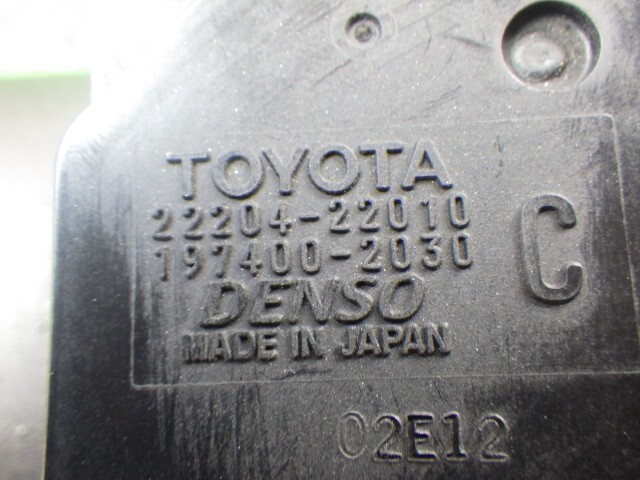 TOYOTA
22204-22010
197400-2030
C
DENSO
MADE IN JAPAN
02E12